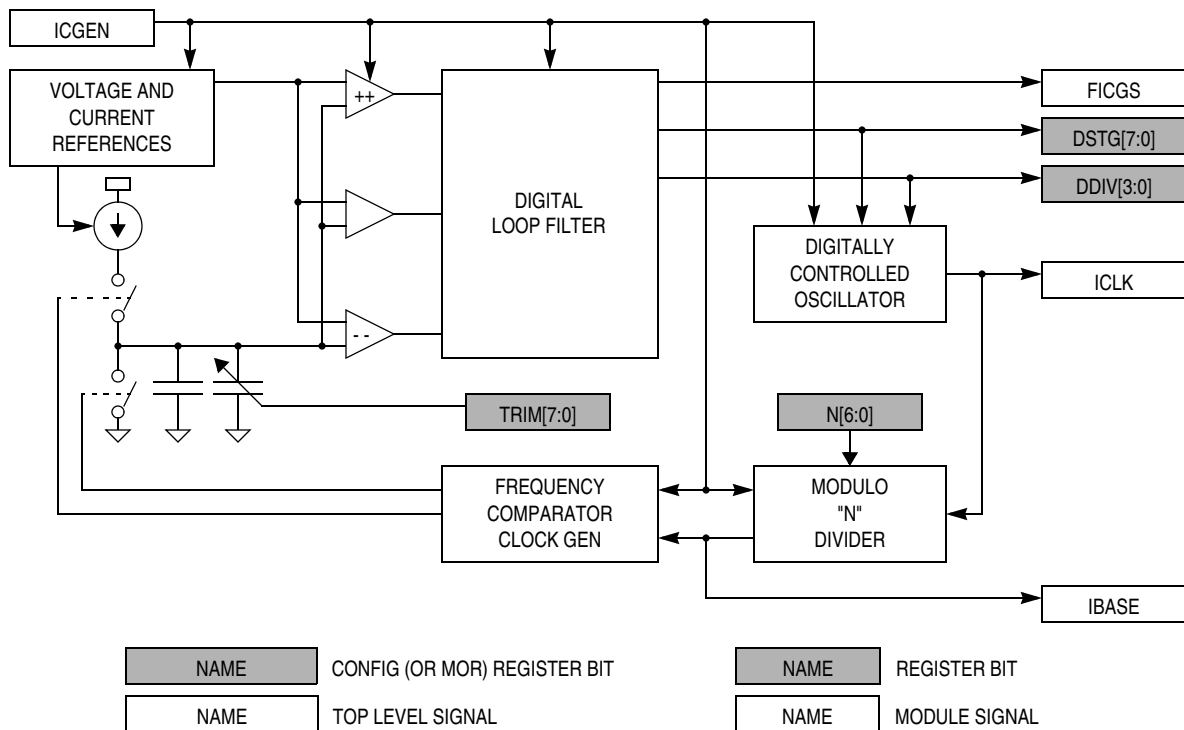 ICGEN
VOLTAGE AND
CURRENT
REFERENCES
++
- -
DIGITAL
LOOP FILTER
FICGS
DSTG[7:0]
DDIV[3:0]
DIGITALLY
CONTROLLED
OSCILLATOR
ICLK
TRIM[7:0]
N[6:0]
FREQUENCY
COMPARATOR
CLOCK GEN
MODULO
"N"
DIVIDER
IBASE
NAME CONFIG (OR MOR) REGISTER BIT
NAME REGISTER BIT
NAME TOP LEVEL SIGNAL
NAME MODULE SIGNAL